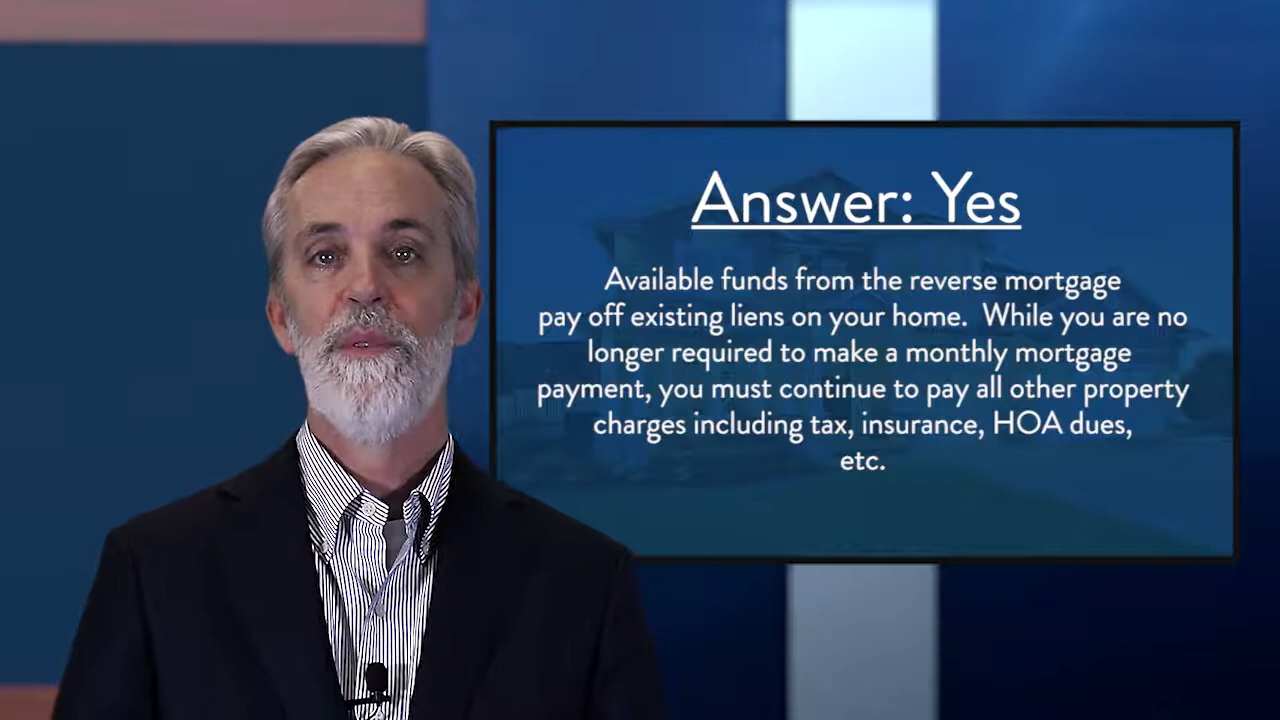 Answer: Yes
Available funds from the reverse mortgage
pay off existing liens on your home. While you are no
longer required to make a monthly mortgage
payment, you must continue to pay all other property
charges including tax, insurance, HOA dues,
etc.